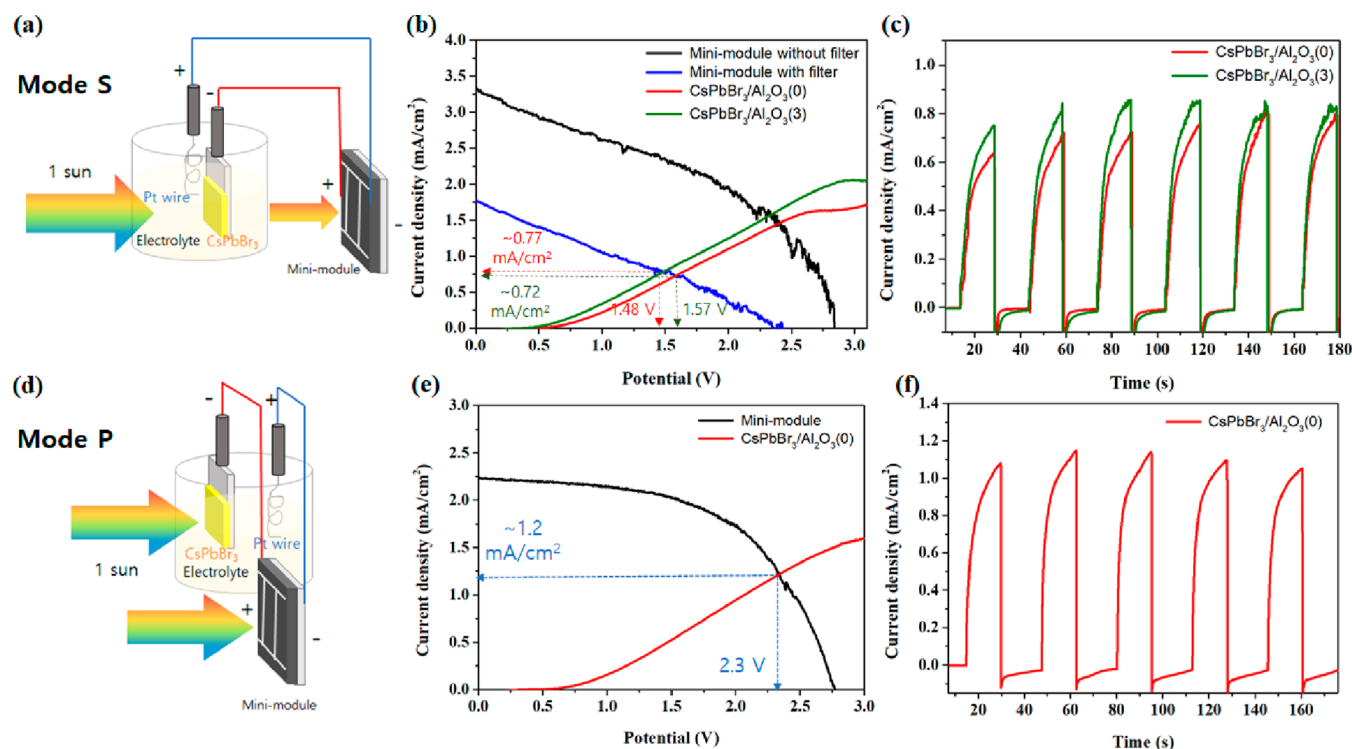 (a)
Mode S
1 sun
+
-
Pt wire
Electrolyte
CsPbBr3
+
-
Mini-module
(b)
Mini-module without filter
Mini-module with filter
CsPbBr3/Al2O3(0)
CsPbBr3/Al2O3(3)
Current density (mA/cm2)
4.0
3.5
3.0
2.5
2.0
1.5
1.0
0.5
0.0
~0.77
mA/cm2
~0.72
mA/cm2
1.48 V
1.57 V
0.0 0.5 1.0 1.5 2.0 2.5 3.0
Potential (V)
(c)
CsPbBr3/Al2O3(0)
CsPbBr3/Al2O3(3)
Current density (mA/cm2)
1.0
0.8
0.6
0.4
0.2
0.0
20 40 60 80 100 120 140 160 180
Time (s)
(d)
Mode P
-
+
Pt wire
CsPbBr3
Electrolyte
1 sun
+
-
Mini-module
(e)
Mini-module
CsPbBr3/Al2O3(0)
Current density (mA/cm2)
3.0
2.5
2.0
1.5
1.0
0.5
0.0
~1.2
mA/cm2
2.3 V
0.0 0.5 1.0 1.5 2.0 2.5 3.0
Potential (V)
(f)
CsPbBr3/Al2O3(0)
Current density (mA/cm2)
1.4
1.2
1.0
0.8
0.6
0.4
0.2
0.0
20 40 60 80 100 120 140 160
Time (s)